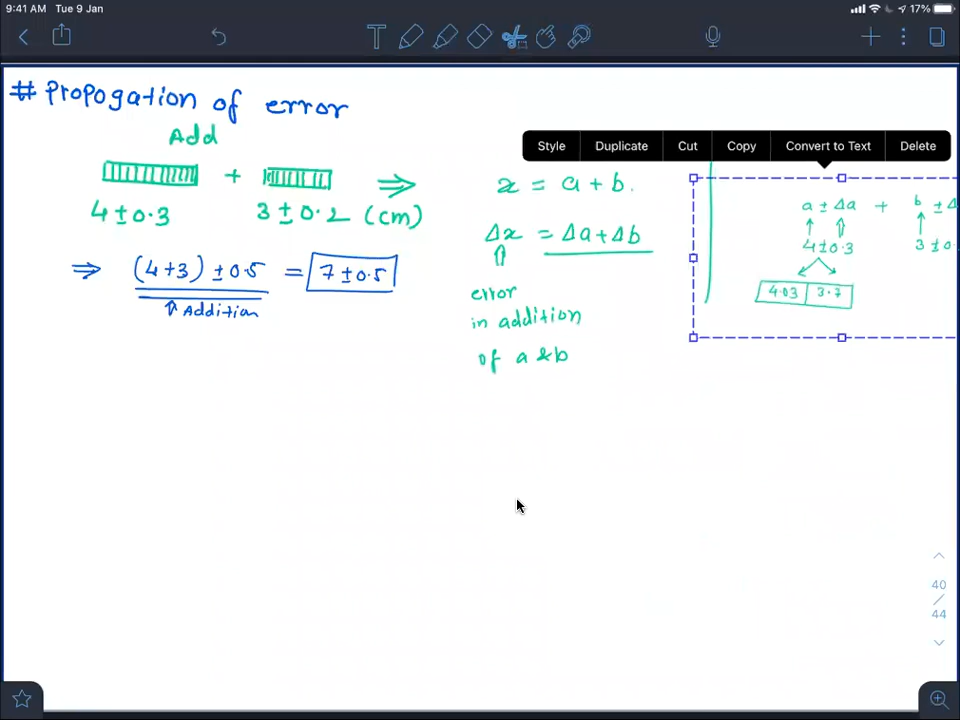 9:41 AM Tue 9 Jan
17%
# Propogation of error
Add
+ ⇒
4 ± 0.3 3 ± 0.2 (cm)
⇒ (4+3) ± 0.5 = 7 ± 0.5
↑ Addition
x = a + b.
Δx = Δa + Δb
error
in addition
of a & b
Style Duplicate Cut Copy Convert to Text Delete
a ± Δa + b ± Δ
4 ± 0.3 3 ± 0.
4.03 3.7
40
/
44